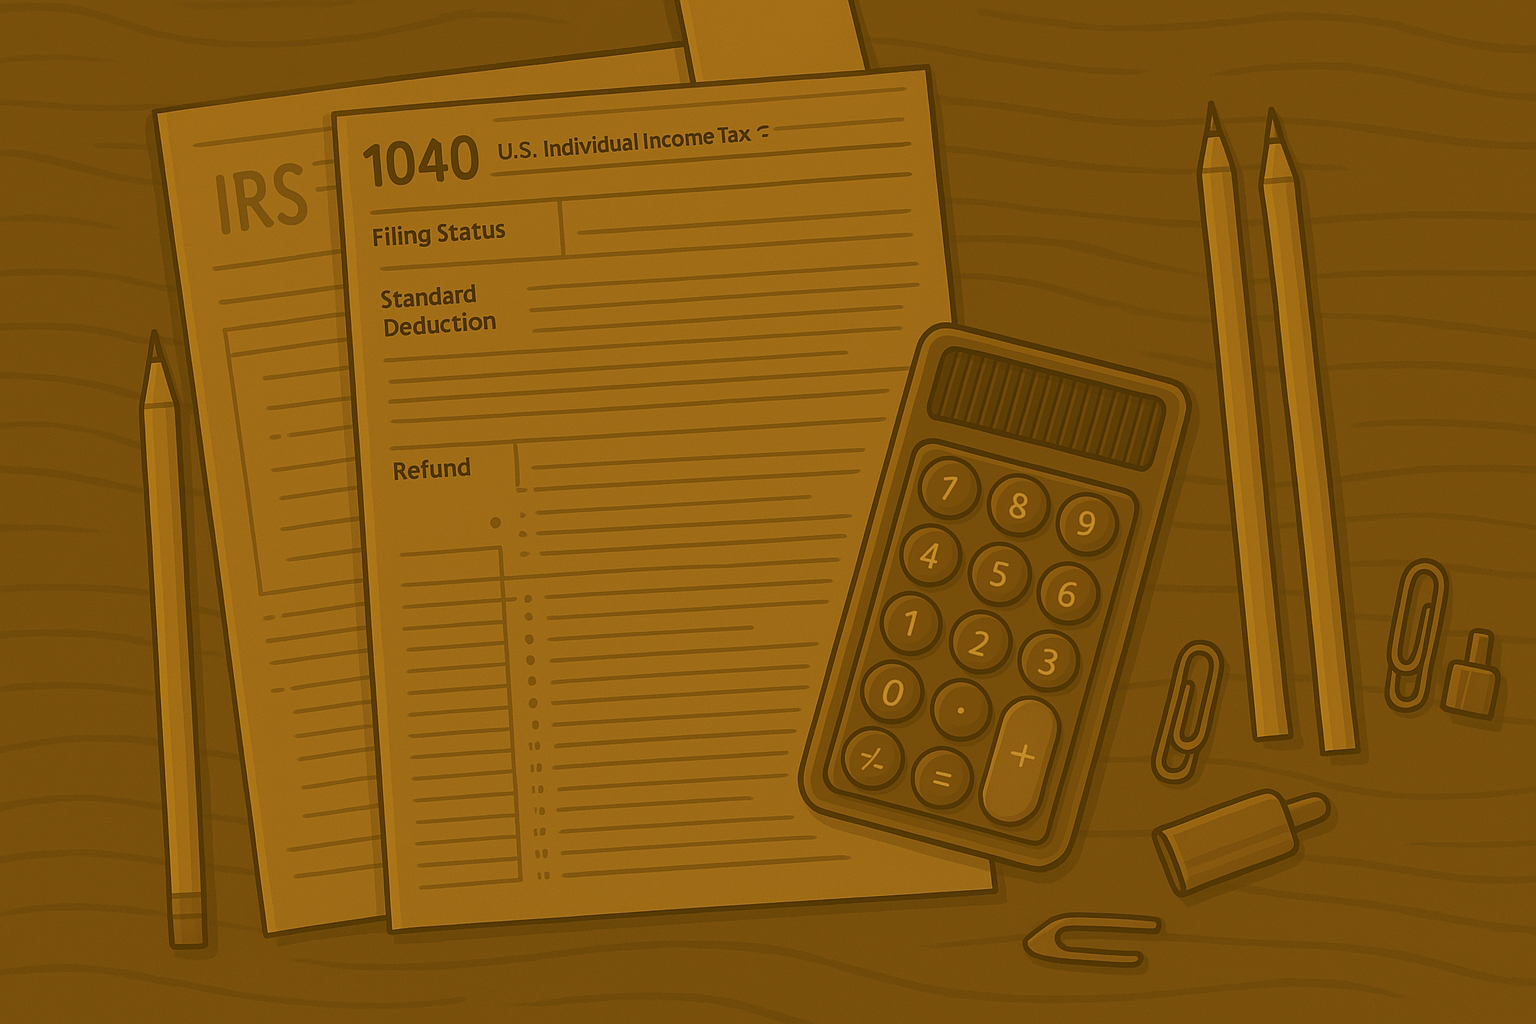 IRS
1040 U.S. Individual Income Tax
Filing Status
Standard
Deduction
Refund
7 8 9
4 5 6
1 2 3
0 ·
+
⁒ =